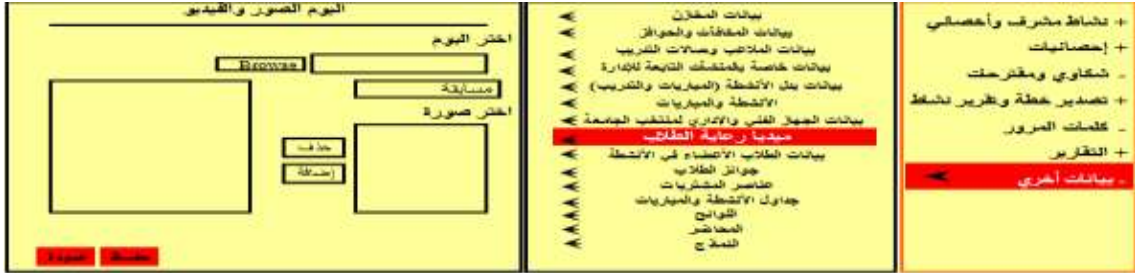 + نشاط مشرف وأخصائي
+ إحصائيات
- شكاوي ومقترحات
+ تصدير خطة وتقرير نشاط
- كلمات المرور
+ التقارير
- بيانات أخري
بيانات المخازن
بيانات المكافآت والحوافز
بيانات الملاعب وصالات التدريب
بيانات خاصة بالمنشآت التابعة للإدارة
بيانات بدل الأنشطة (المباريات والتدريب)
الأنشطة والمباريات
بيانات الجهاز الفني والاداري لمنتخب الجامعة
ميديا رعاية الطلاب
بيانات الطلاب الأعضاء في الأنشطة
جوائز الطلاب
عناصر المشتريات
جداول الأنشطة والمباريات
اللوائح
المحاضر
النماذج
البوم الصور والفيديو
اختر البوم
Browse
مسابقة
اختر صورة
حذف
إضافة
حفظ